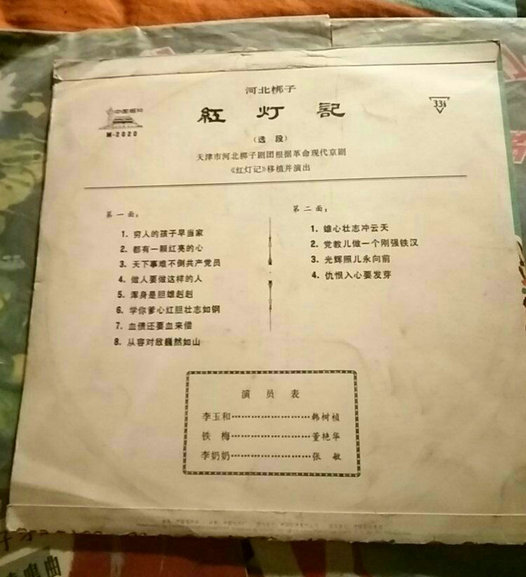 河北梆子
中国唱片
M-2020
紅灯記
33⅓
（选段）
天津市河北梆子剧团根据革命现代京剧
《红灯记》移植并演出
第一面：
1. 穷人的孩子早当家
2. 都有一颗红亮的心
3. 天下事难不倒共产党员
4. 做人要做这样的人
5. 浑身是胆雄赳赳
6. 学你爹心红胆壮志如钢
7. 血债还要血来偿
8. 从容对敌巍然如山
第二面：
1. 雄心壮志冲云天
2. 党教儿做一个刚强铁汉
3. 光辉照儿永向前
4. 仇恨入心要发芽
演员表
李玉和……………………韩树桢
铁梅……………………董艳华
李奶奶……………………张敏